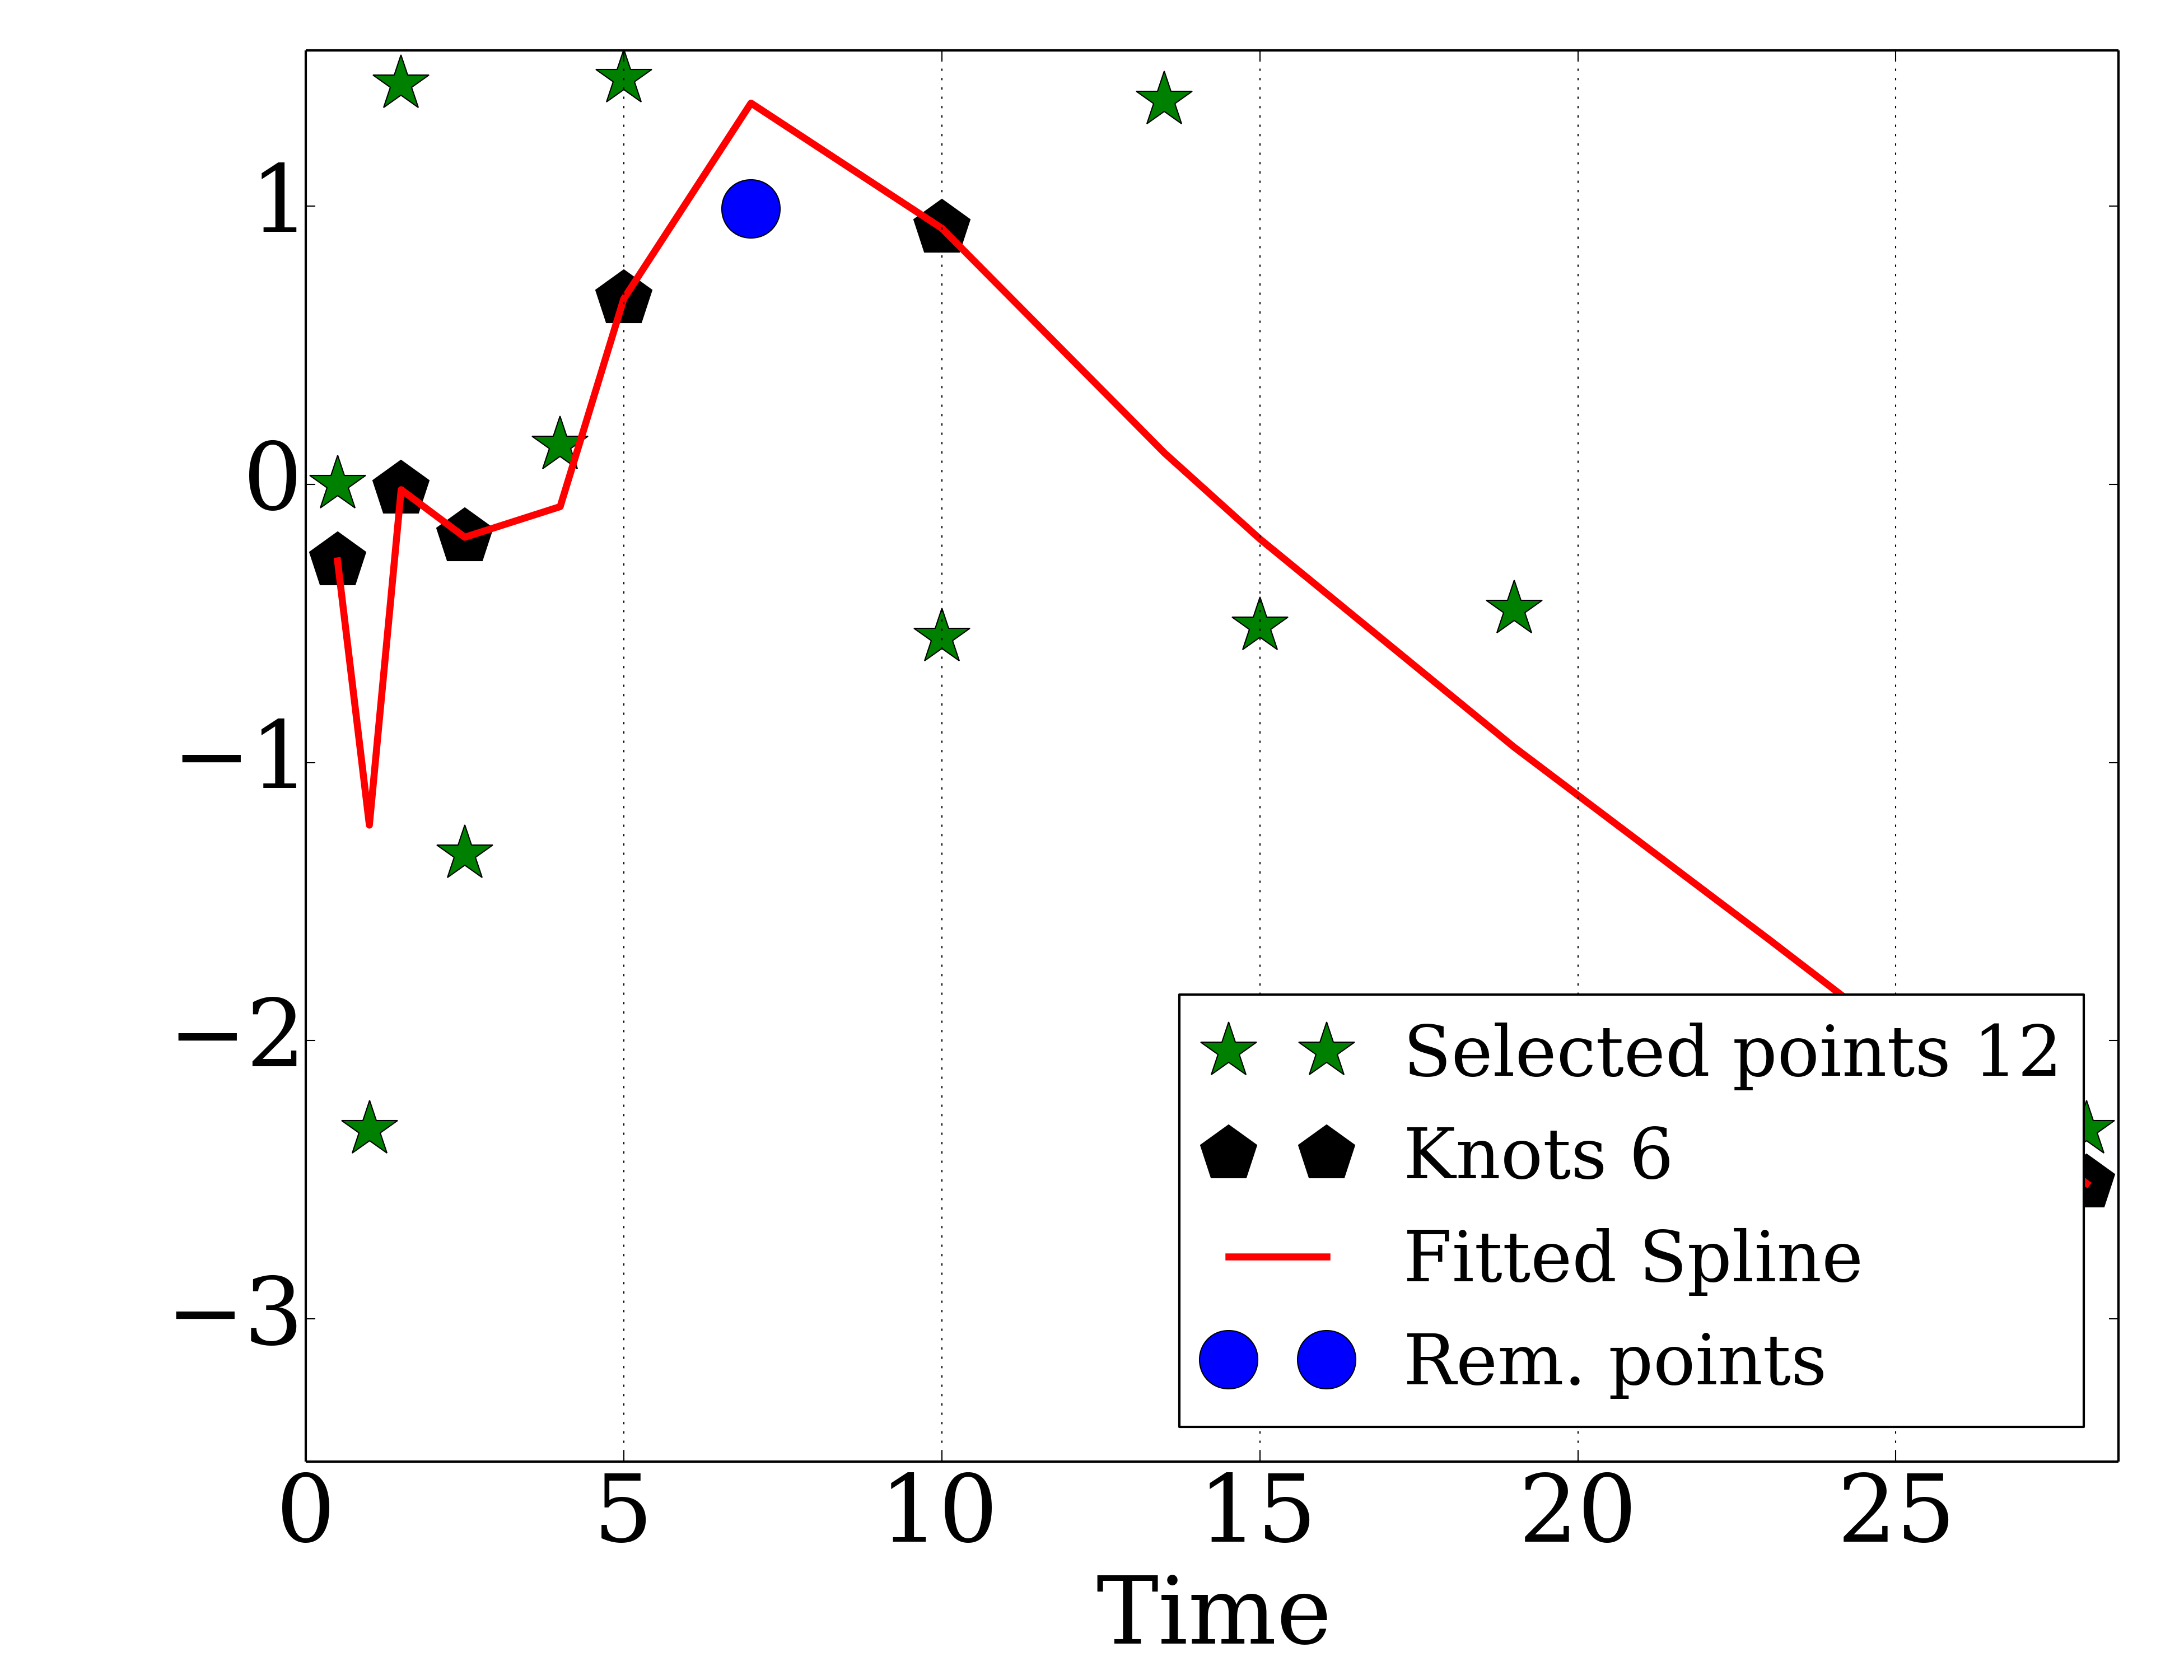 1
0
−1
−2
−3
Selected points 12
Knots 6
Fitted Spline
Rem. points
0 5 10 15 20 25
Time